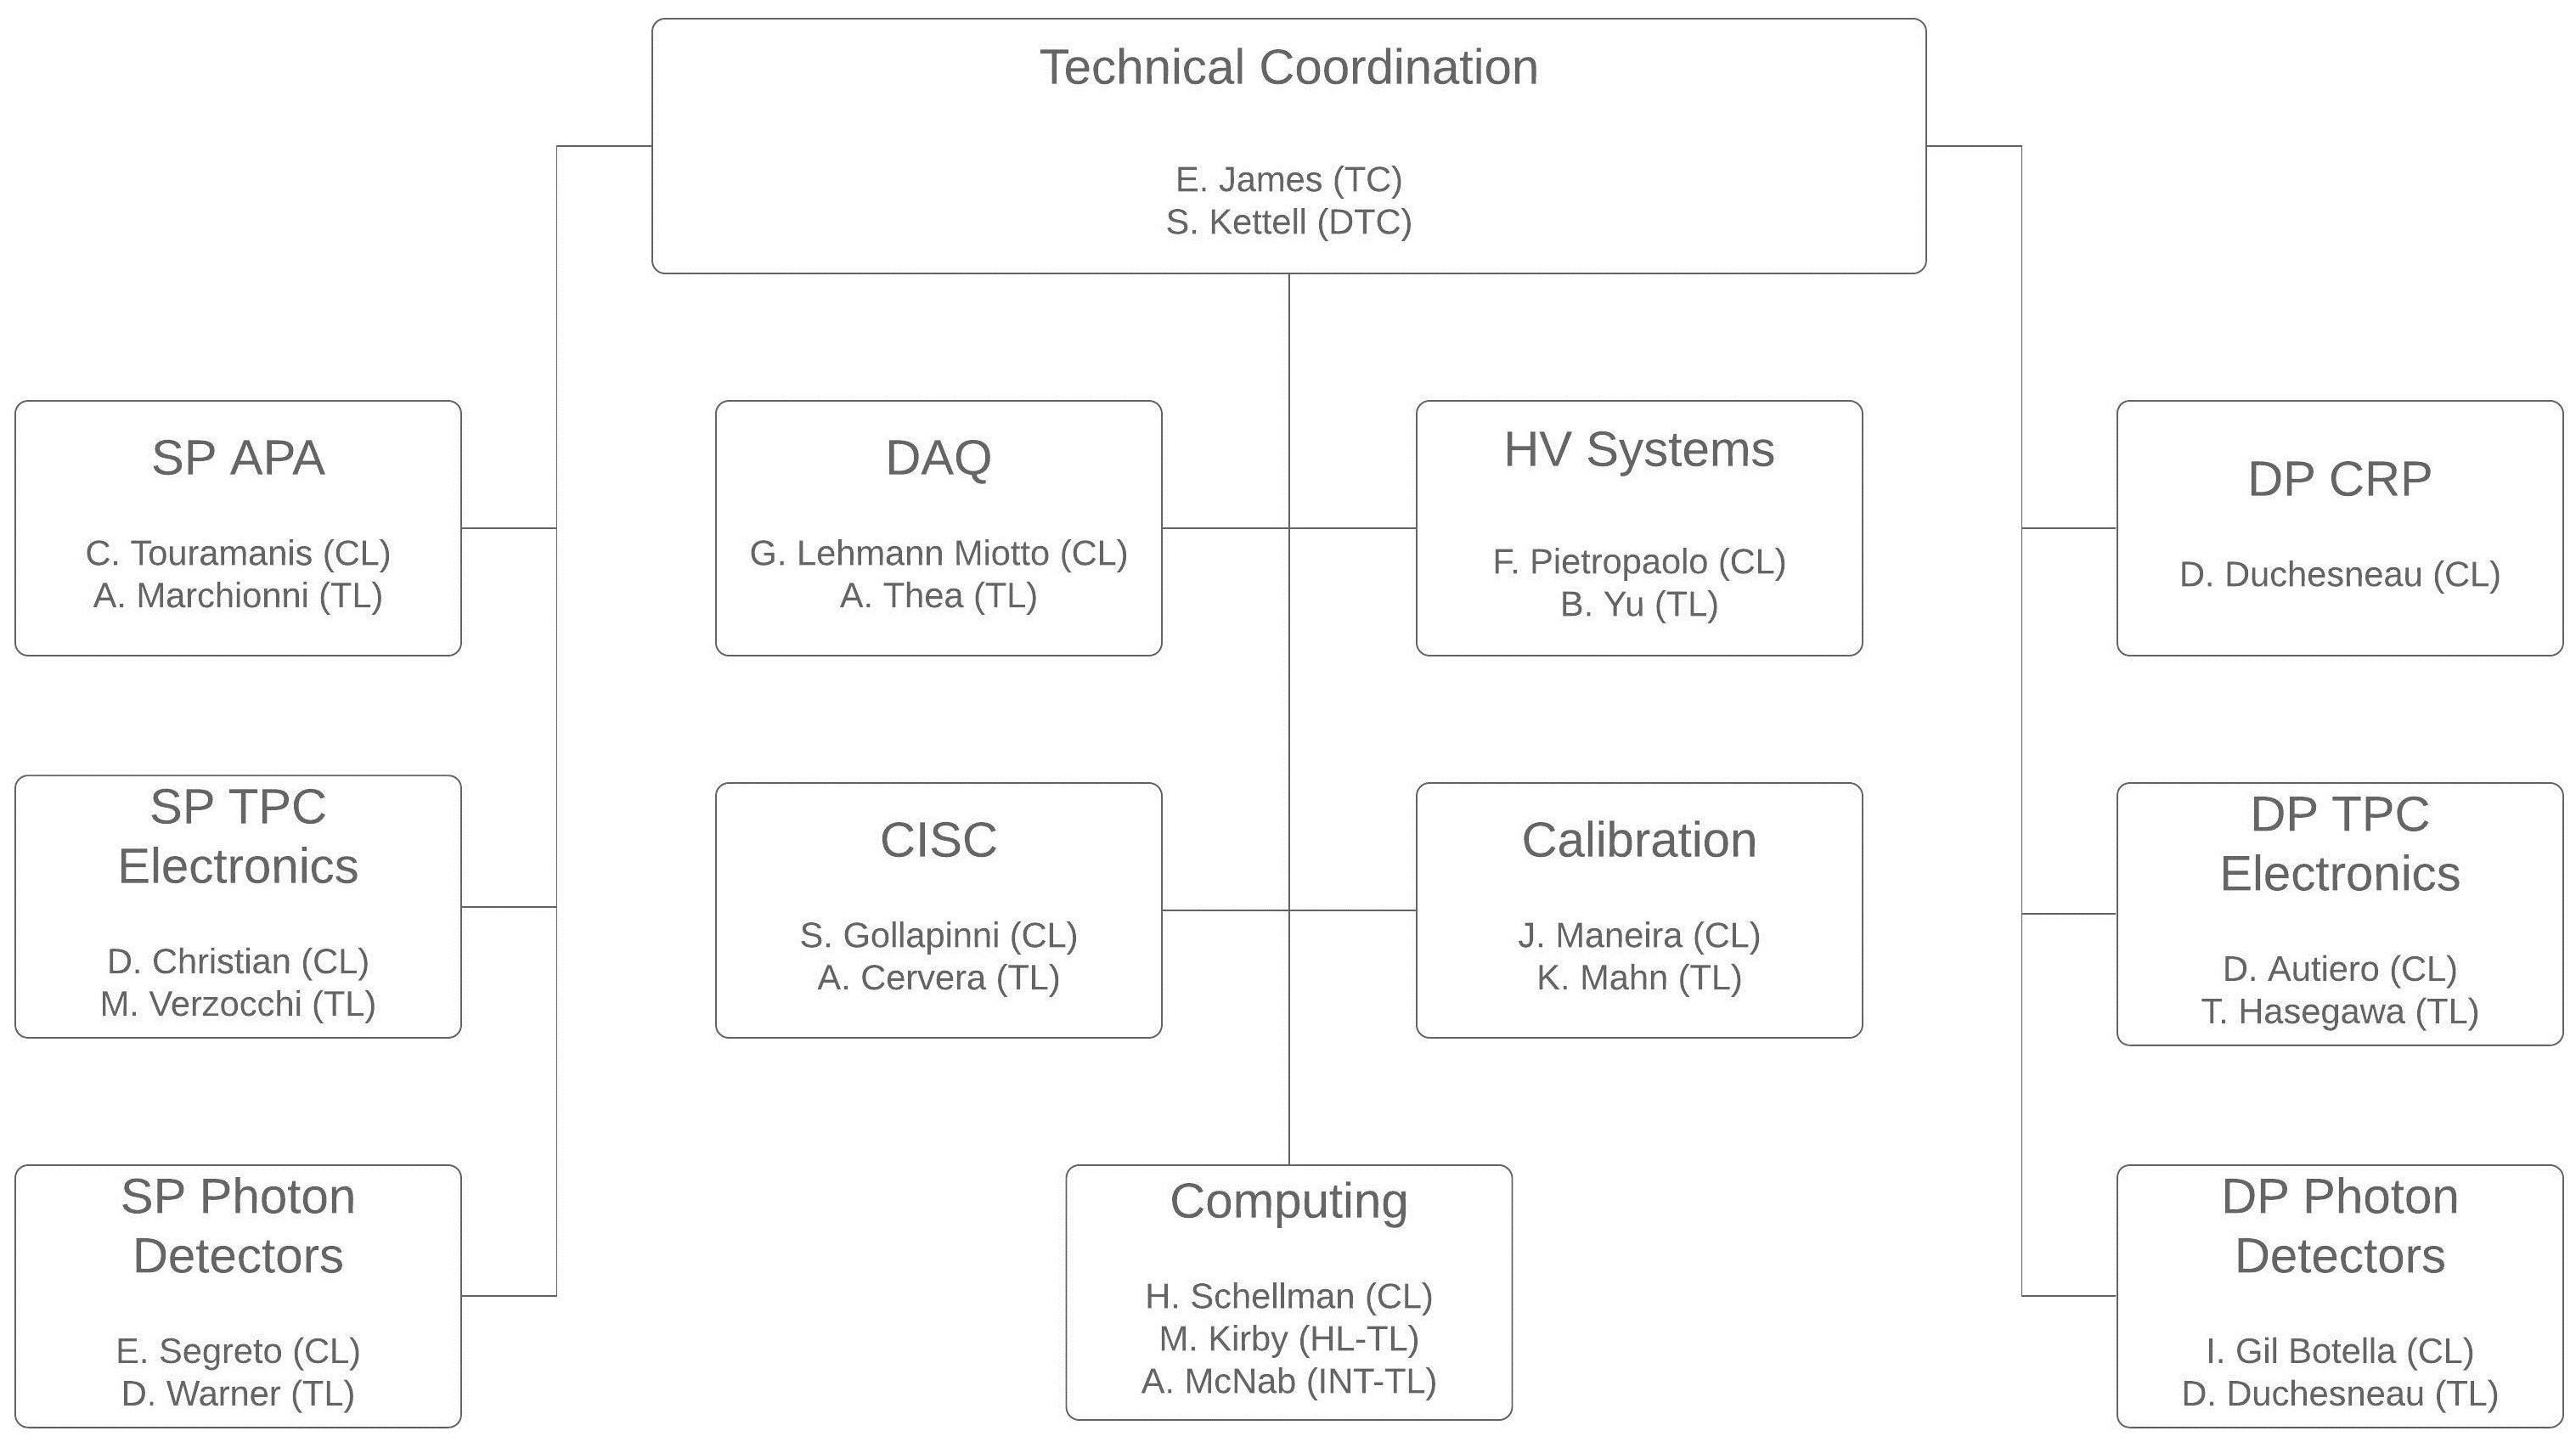 Technical Coordination
E. James (TC)
S. Kettell (DTC)
SP APA
C. Touramanis (CL)
A. Marchionni (TL)
DAQ
G. Lehmann Miotto (CL)
A. Thea (TL)
HV Systems
F. Pietropaolo (CL)
B. Yu (TL)
DP CRP
D. Duchesneau (CL)
SP TPC
Electronics
D. Christian (CL)
M. Verzocchi (TL)
CISC
S. Gollapinni (CL)
A. Cervera (TL)
Calibration
J. Maneira (CL)
K. Mahn (TL)
DP TPC
Electronics
D. Autiero (CL)
T. Hasegawa (TL)
SP Photon
Detectors
E. Segreto (CL)
D. Warner (TL)
Computing
H. Schellman (CL)
M. Kirby (HL-TL)
A. McNab (INT-TL)
DP Photon
Detectors
I. Gil Botella (CL)
D. Duchesneau (TL)